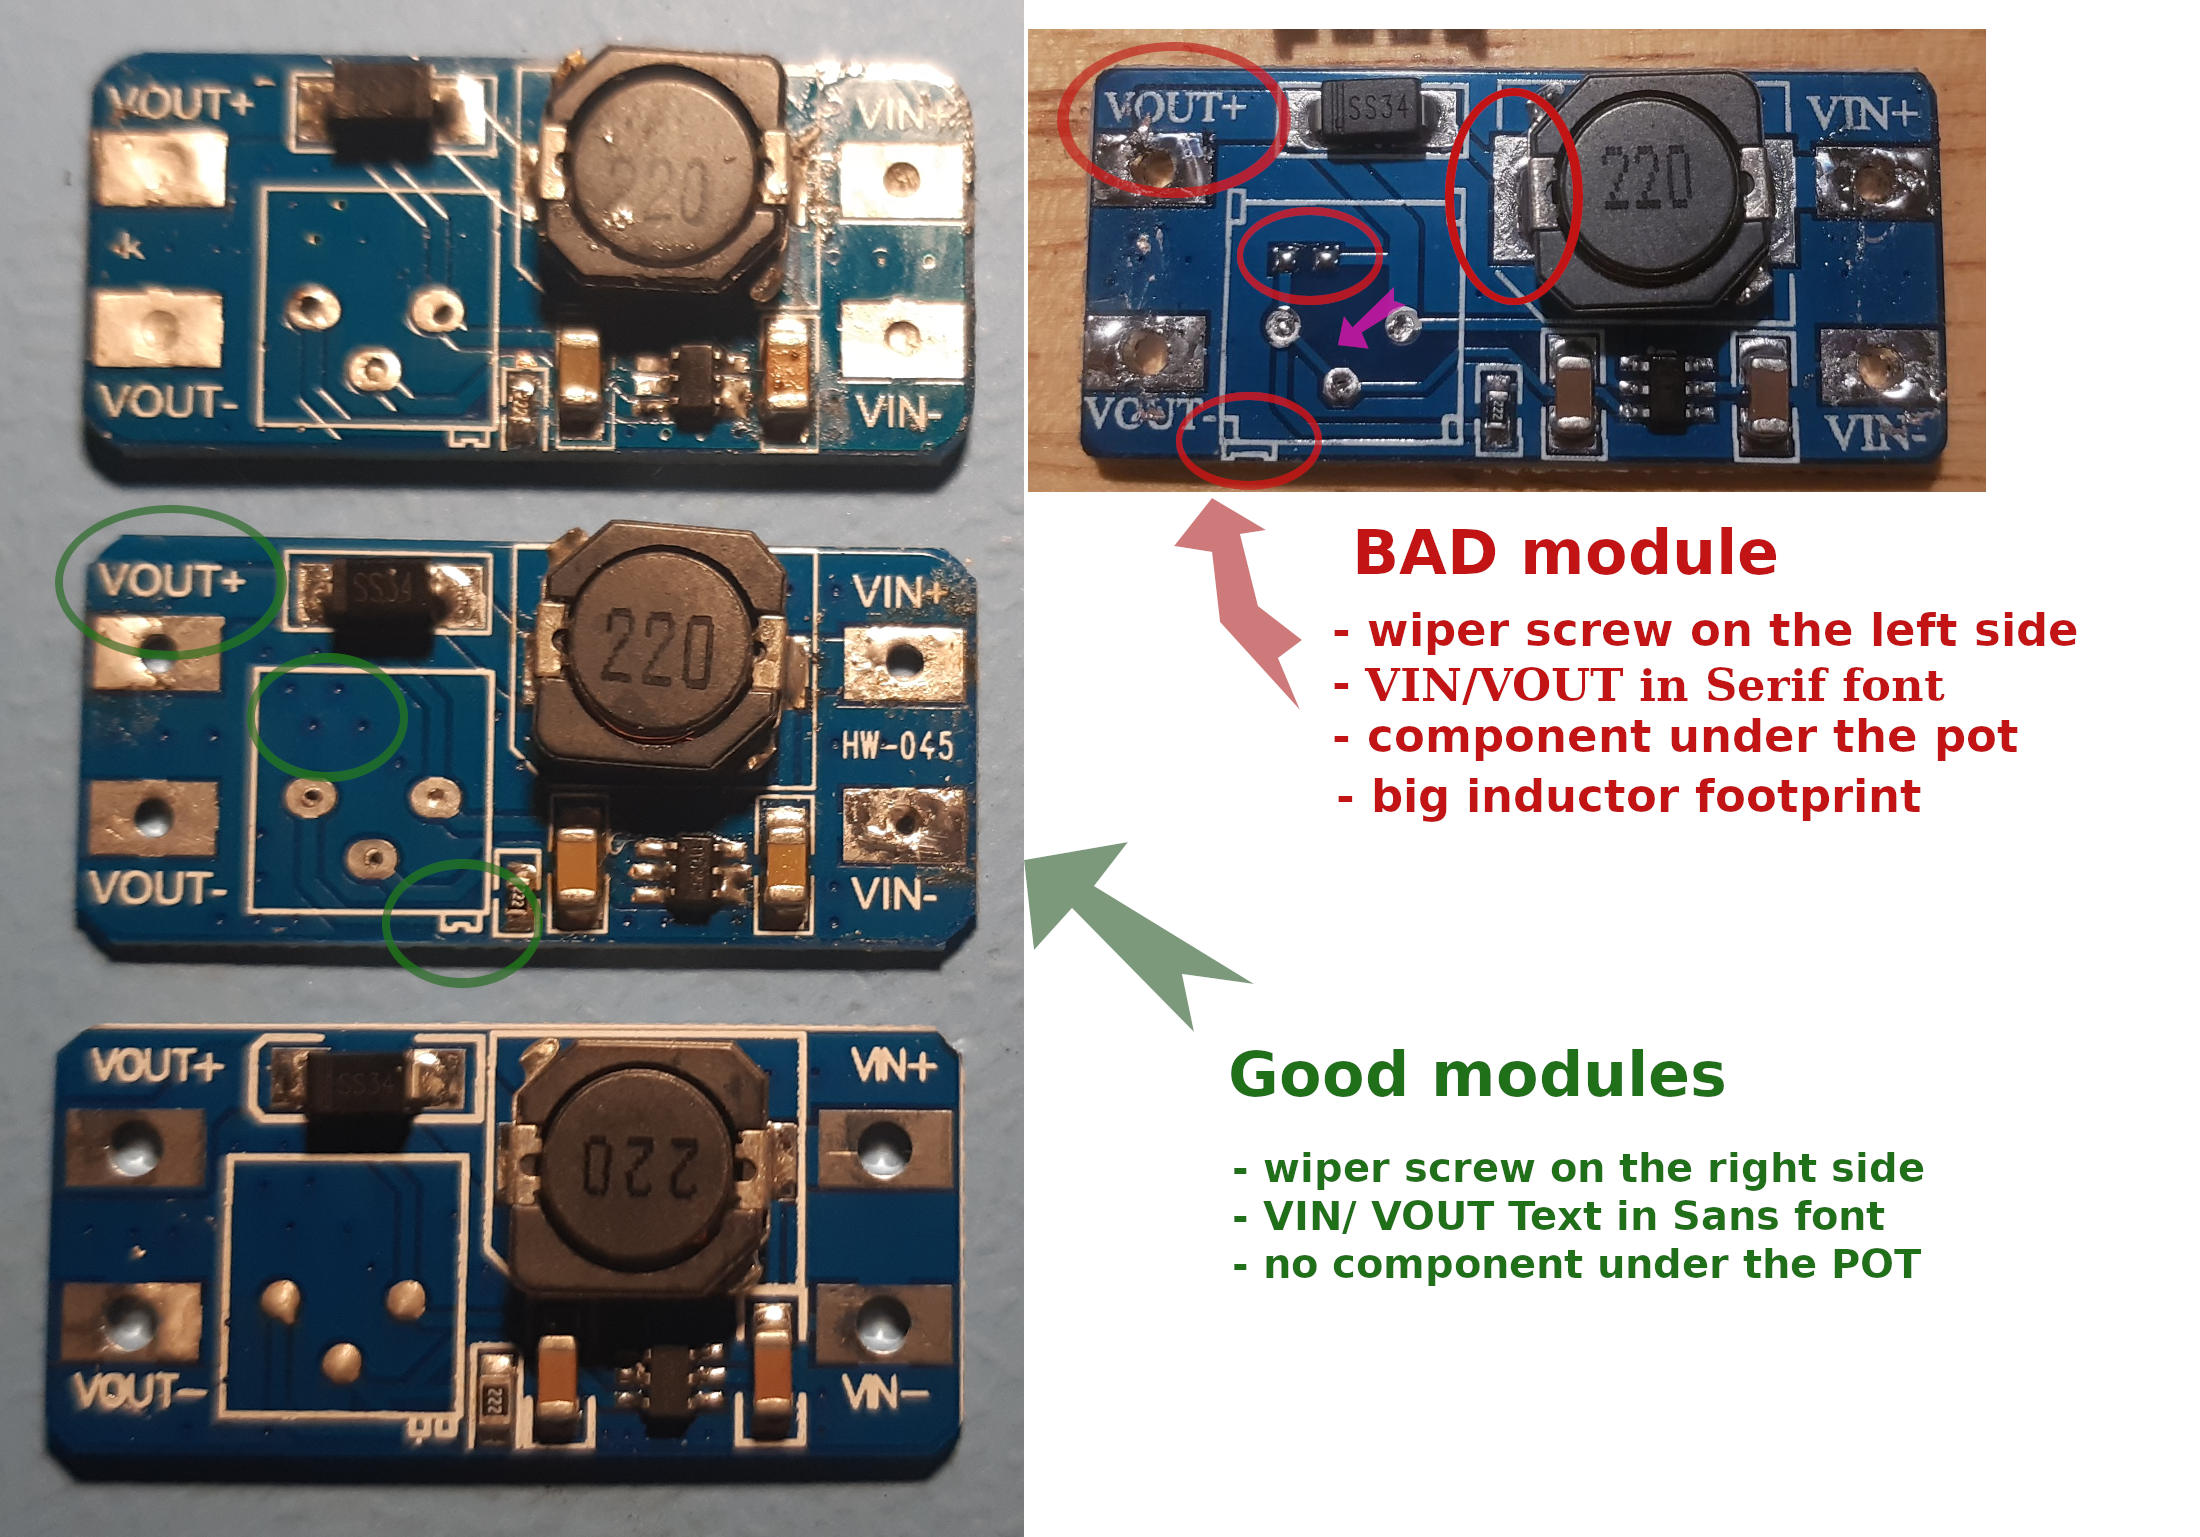 VOUT+
VIN+
220
VOUT-
VIN-
VOUT+
SS34
220
VIN+
HW-045
VOUT-
222
VIN-
VOUT+
SS34
220
VIN+
VOUT-
222
VIN-
VOUT+
SS34
220
VIN+
VOUT-
222
VIN-
BAD module
- wiper screw on the left side
- VIN/VOUT in Serif font
- component under the pot
- big inductor footprint
Good modules
- wiper screw on the right side
- VIN/ VOUT Text in Sans font
- no component under the POT